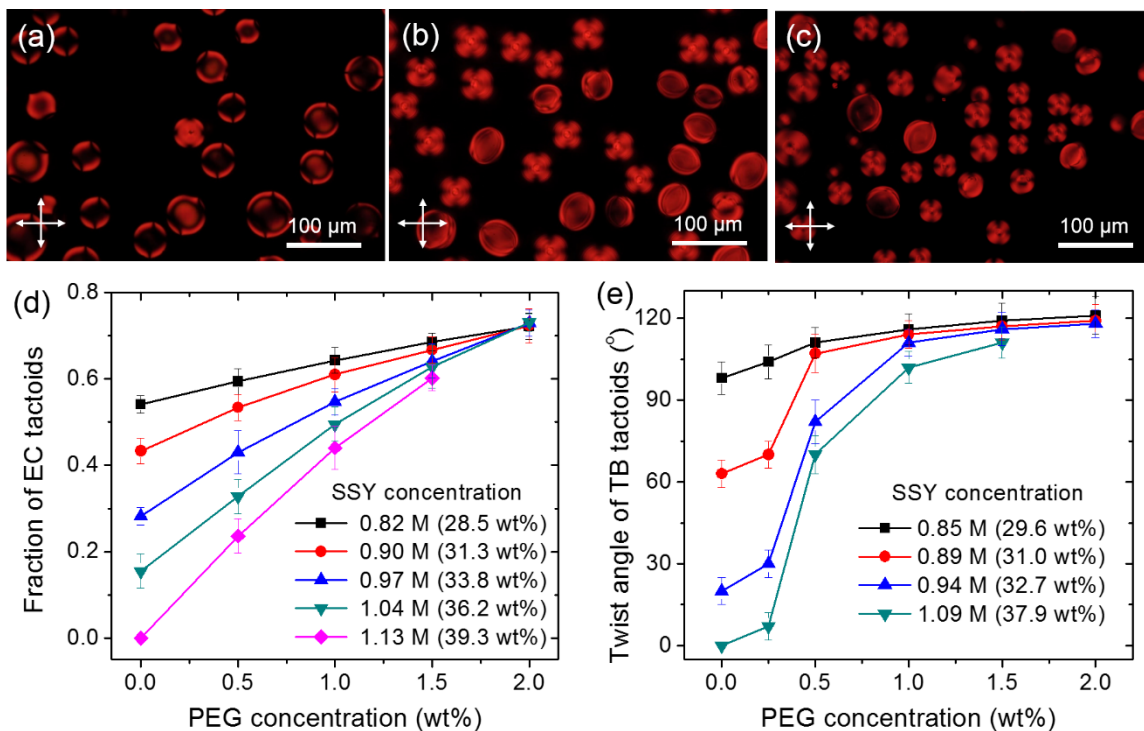 (a)
100 µm
(b)
100 µm
(c)
100 µm
(d)
Fraction of EC tactoids
0.8
0.6
0.4
0.2
0.0
SSY concentration
0.82 M (28.5 wt%)
0.90 M (31.3 wt%)
0.97 M (33.8 wt%)
1.04 M (36.2 wt%)
1.13 M (39.3 wt%)
0.0 0.5 1.0 1.5 2.0
PEG concentration (wt%)
(e)
Twist angle of TB tactoids (°)
120
90
60
30
0
SSY concentration
0.85 M (29.6 wt%)
0.89 M (31.0 wt%)
0.94 M (32.7 wt%)
1.09 M (37.9 wt%)
0.0 0.5 1.0 1.5 2.0
PEG concentration (wt%)